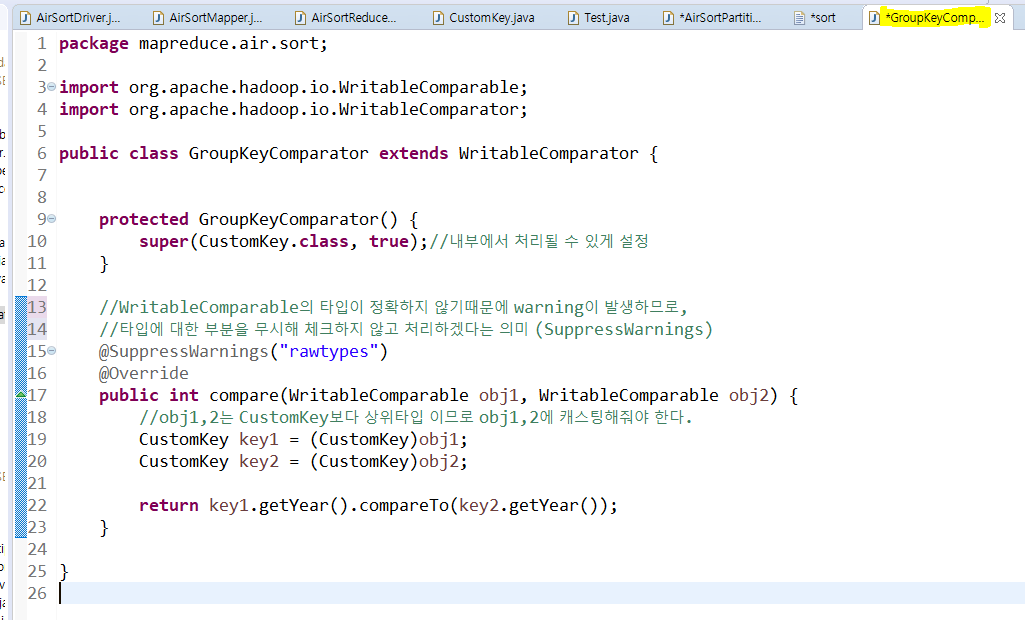 AirSortDriver.j... AirSortMapper.j... AirSortReduce... CustomKey.java Test.java *AirSortPartiti... *sort *GroupKeyComp...
1 package mapreduce.air.sort;
2
3 import org.apache.hadoop.io.WritableComparable;
4 import org.apache.hadoop.io.WritableComparator;
5
6 public class GroupKeyComparator extends WritableComparator {
7
8
9 protected GroupKeyComparator() {
10 super(CustomKey.class, true);//내부에서 처리될 수 있게 설정
11 }
12
13 //WritableComparable의 타입이 정확하지 않기때문에 warning이 발생하므로,
14 //타입에 대한 부분을 무시해 체크하지 않고 처리하겠다는 의미 (SuppressWarnings)
15 @SuppressWarnings("rawtypes")
16 @Override
17 public int compare(WritableComparable obj1, WritableComparable obj2) {
18 //obj1,2는 CustomKey보다 상위타입 이므로 obj1,2에 캐스팅해줘야 한다.
19 CustomKey key1 = (CustomKey)obj1;
20 CustomKey key2 = (CustomKey)obj2;
21
22 return key1.getYear().compareTo(key2.getYear());
23 }
24
25 }
26